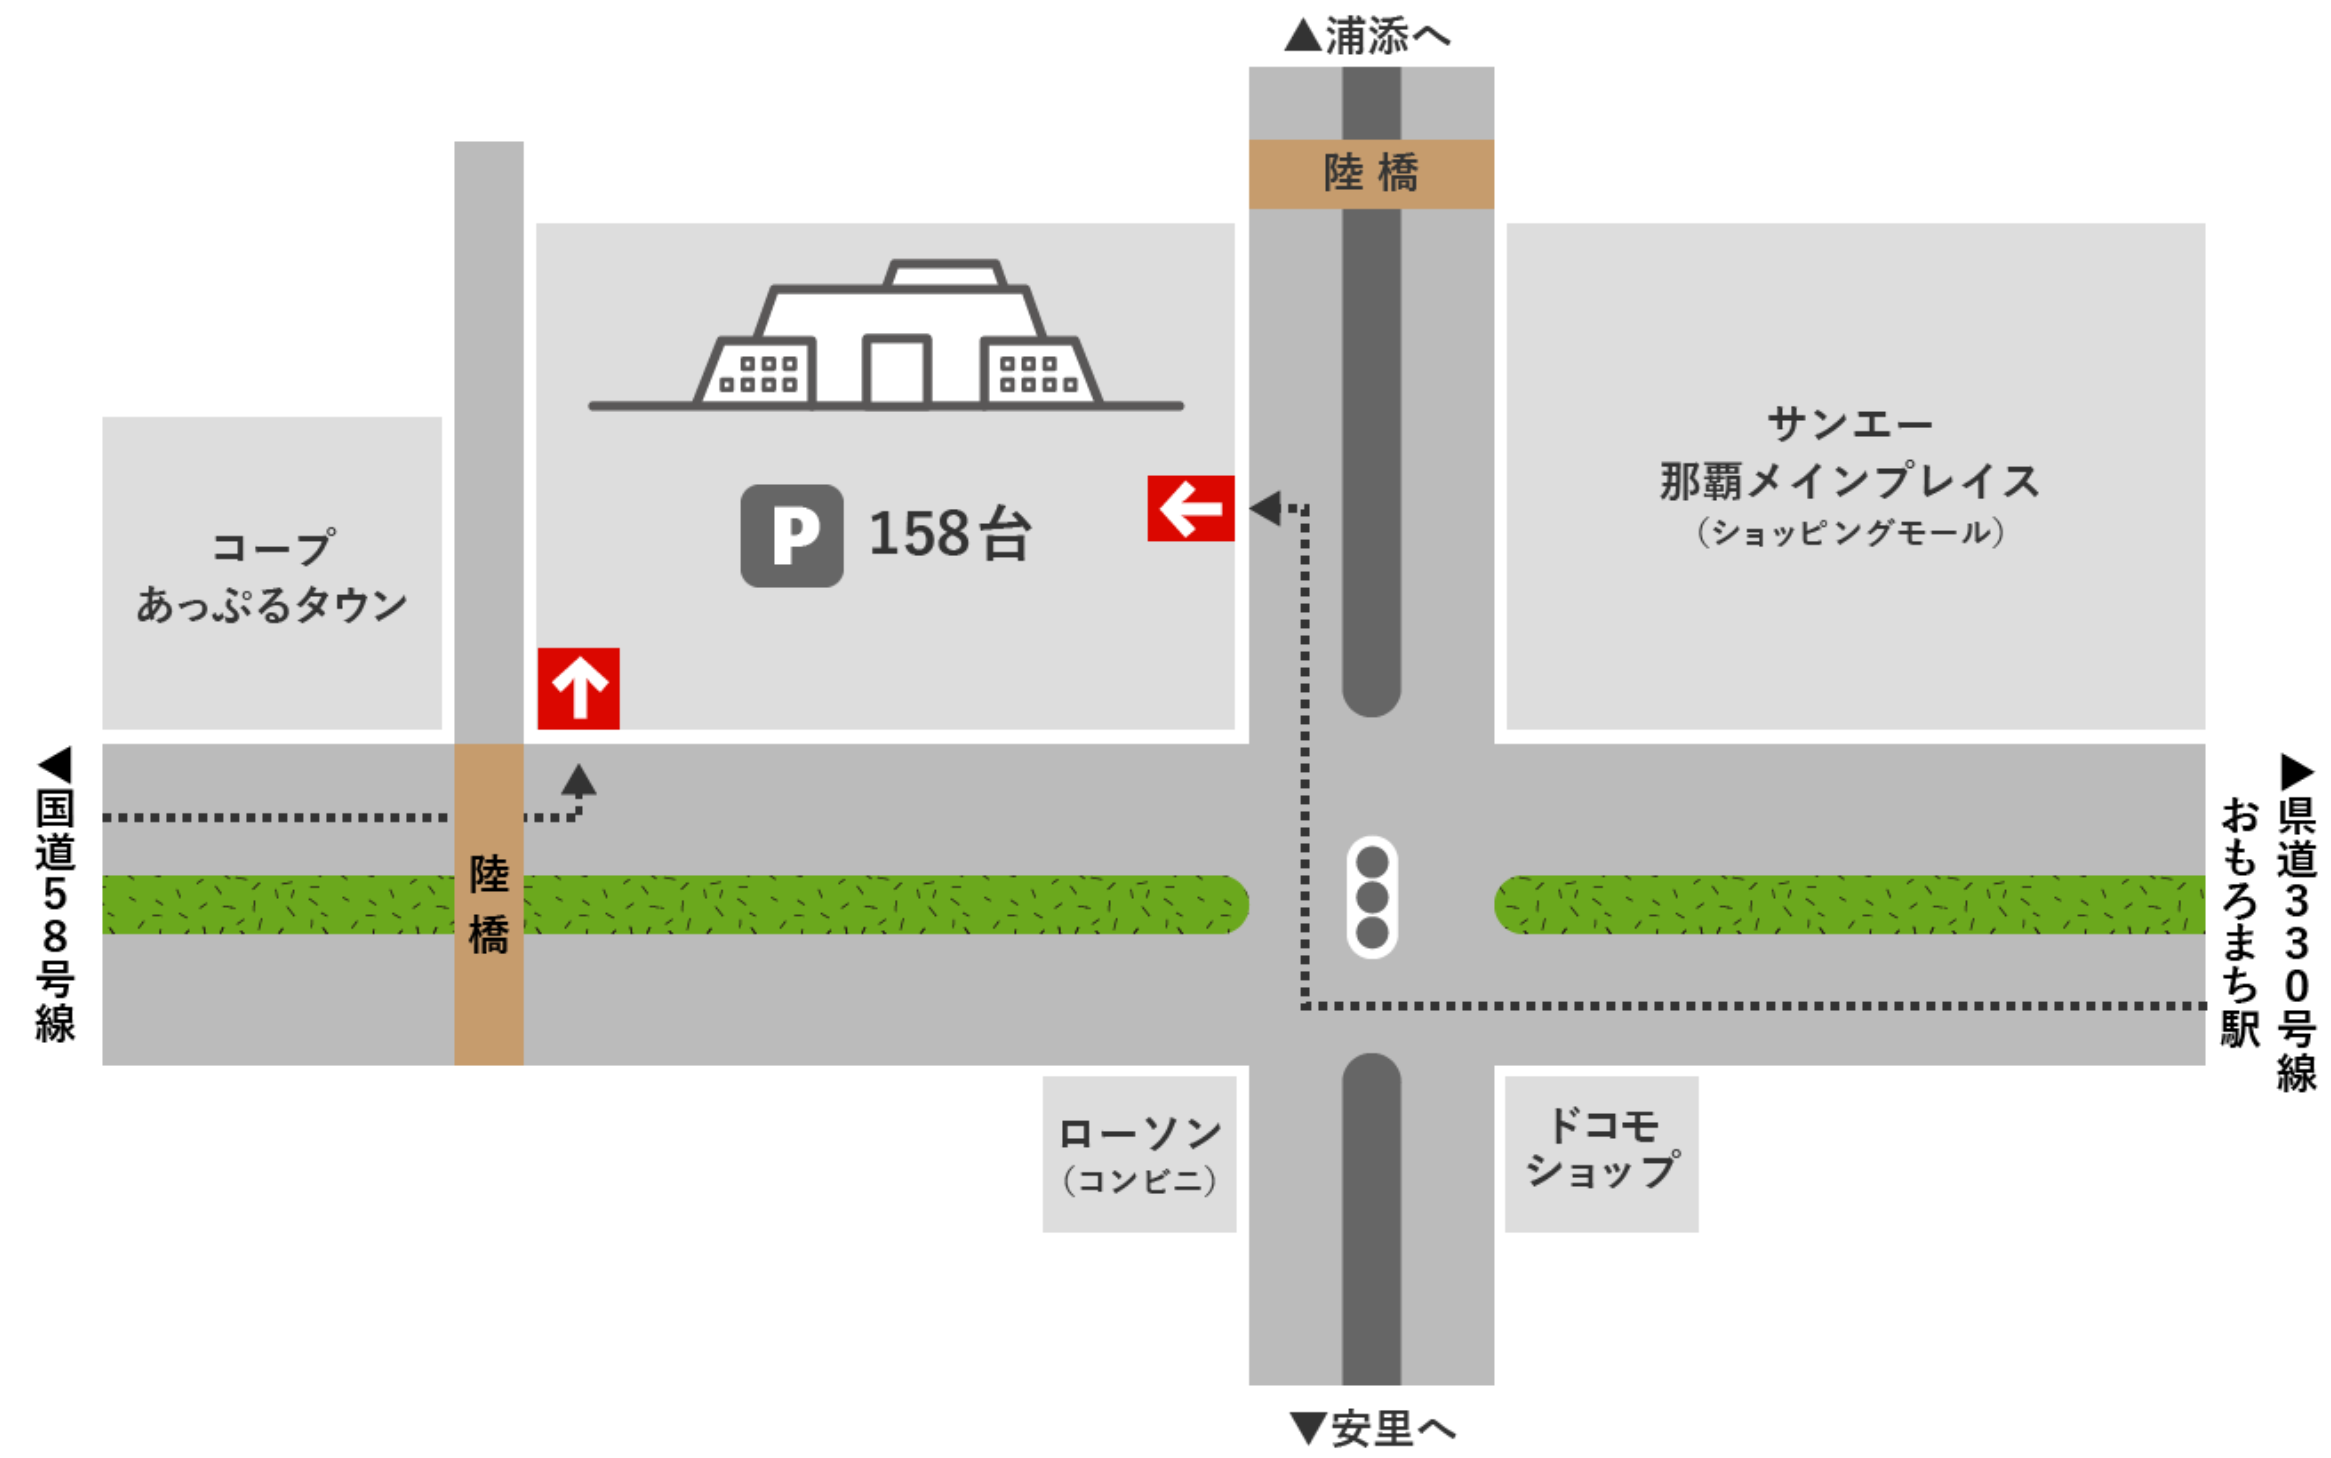 ▲浦添へ
陸橋
サンエー
那覇メインプレイス
（ショッピングモール）
P 158台
コープ
あっぷるタウン
◀国道58号線
陸橋
▶県道330号線
おもろまち駅
ローソン
（コンビニ）
ドコモ
ショップ
▼安里へ